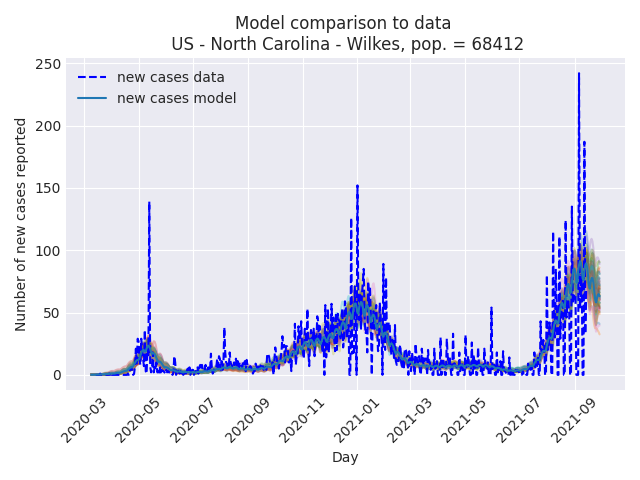 Model comparison to data
US - North Carolina - Wilkes, pop. = 68412
new cases data
new cases model
Number of new cases reported
250
200
150
100
50
0
2020-03
2020-05
2020-07
2020-09
2020-11
2021-01
2021-03
2021-05
2021-07
2021-09
Day